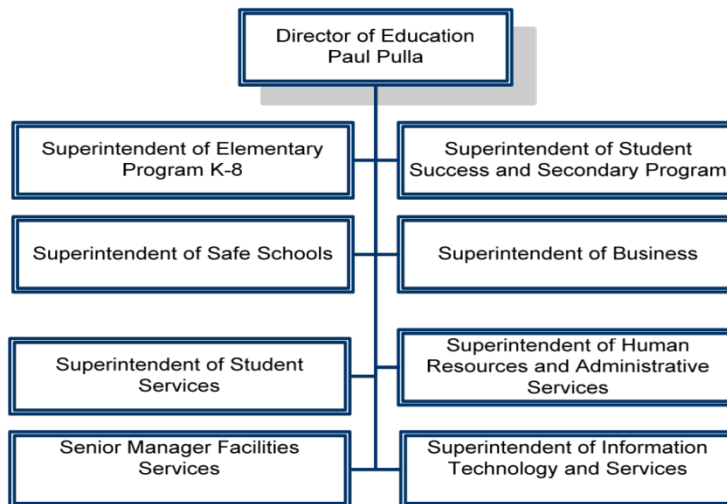 Director of Education
Paul Pulla
Superintendent of Elementary
Program K-8
Superintendent of Student
Success and Secondary Program
Superintendent of Safe Schools
Superintendent of Business
Superintendent of Student
Services
Superintendent of Human
Resources and Administrative
Services
Senior Manager Facilities
Services
Superintendent of Information
Technology and Services